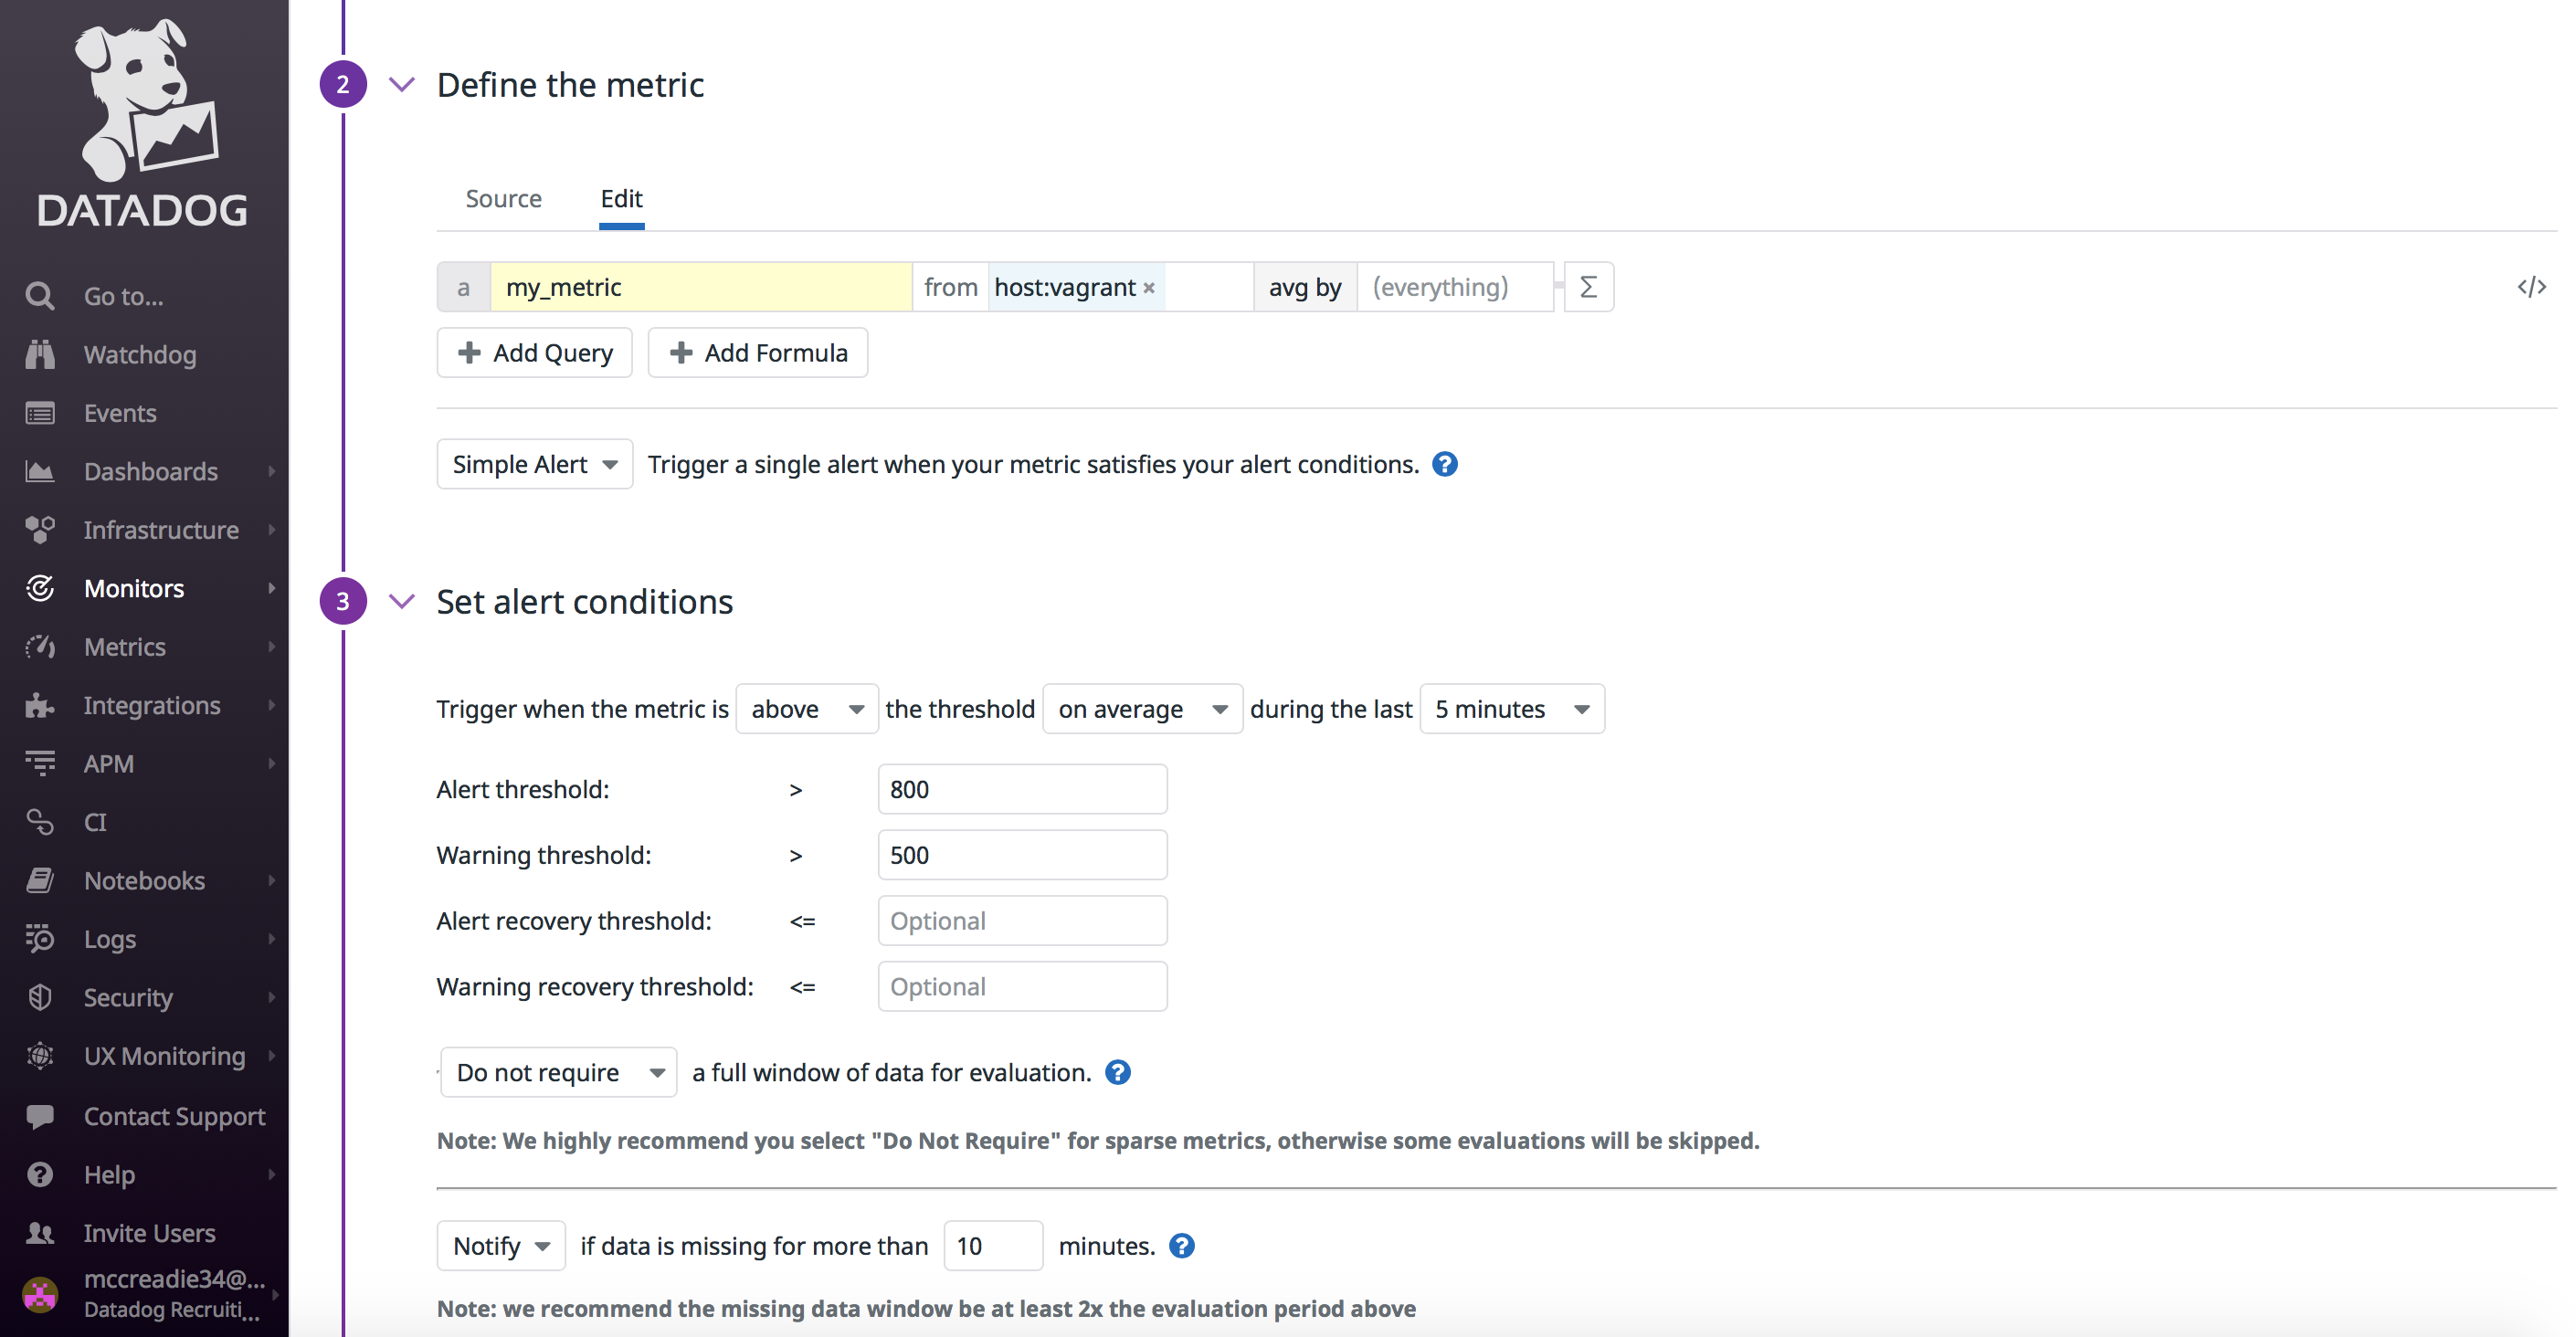 DATADOG
Go to...
Watchdog
Events
Dashboards
Infrastructure
Monitors
Metrics
Integrations
APM
CI
Notebooks
Logs
Security
UX Monitoring
Contact Support
Help
Invite Users
mccreadie34@...
Datadog Recruiti...
2 Define the metric
Source Edit
a my_metric from host:vagrant × avg by (everything) Σ </>
+ Add Query + Add Formula
Simple Alert Trigger a single alert when your metric satisfies your alert conditions. ?
3 Set alert conditions
Trigger when the metric is above the threshold on average during the last 5 minutes
Alert threshold: > 800
Warning threshold: > 500
Alert recovery threshold: <= Optional
Warning recovery threshold: <= Optional
Do not require a full window of data for evaluation. ?
Note: We highly recommend you select "Do Not Require" for sparse metrics, otherwise some evaluations will be skipped.
Notify if data is missing for more than 10 minutes. ?
Note: we recommend the missing data window be at least 2x the evaluation period above